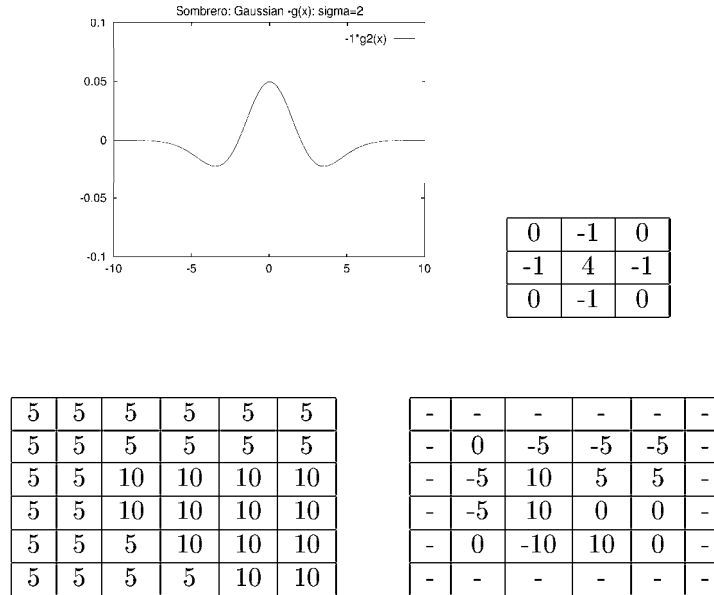 Sombrero: Gaussian -g(x): sigma=2
0.1
-1*g2(x)
0.05
0
-0.05
-0.1
-10 -5 0 5 10
0 -1 0
-1 4 -1
0 -1 0
5 5 5 5 5 5
5 5 5 5 5 5
5 5 10 10 10 10
5 5 10 10 10 10
5 5 5 10 10 10
5 5 5 5 10 10
- - - - - -
- 0 -5 -5 -5 -
- -5 10 5 5 -
- -5 10 0 0 -
- 0 -10 10 0 -
- - - - - -